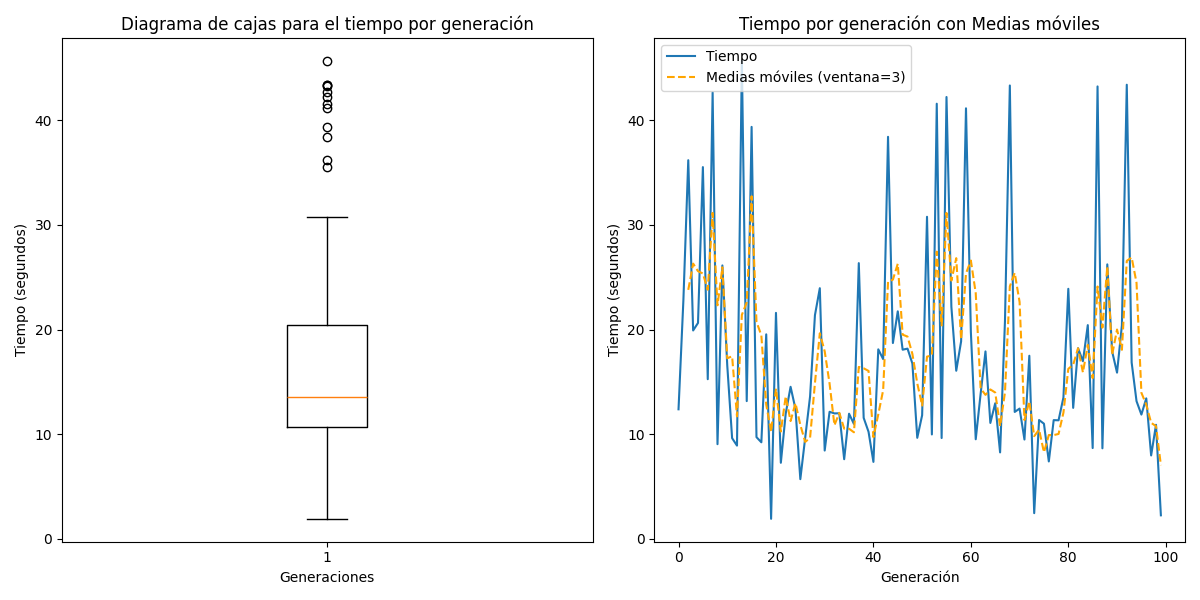 Diagrama de cajas para el tiempo por generación
Tiempo (segundos)
40
30
20
10
0
1
Generaciones
Tiempo por generación con Medias móviles
Tiempo
Medias móviles (ventana=3)
Tiempo (segundos)
40
30
20
10
0
0 20 40 60 80 100
Generación